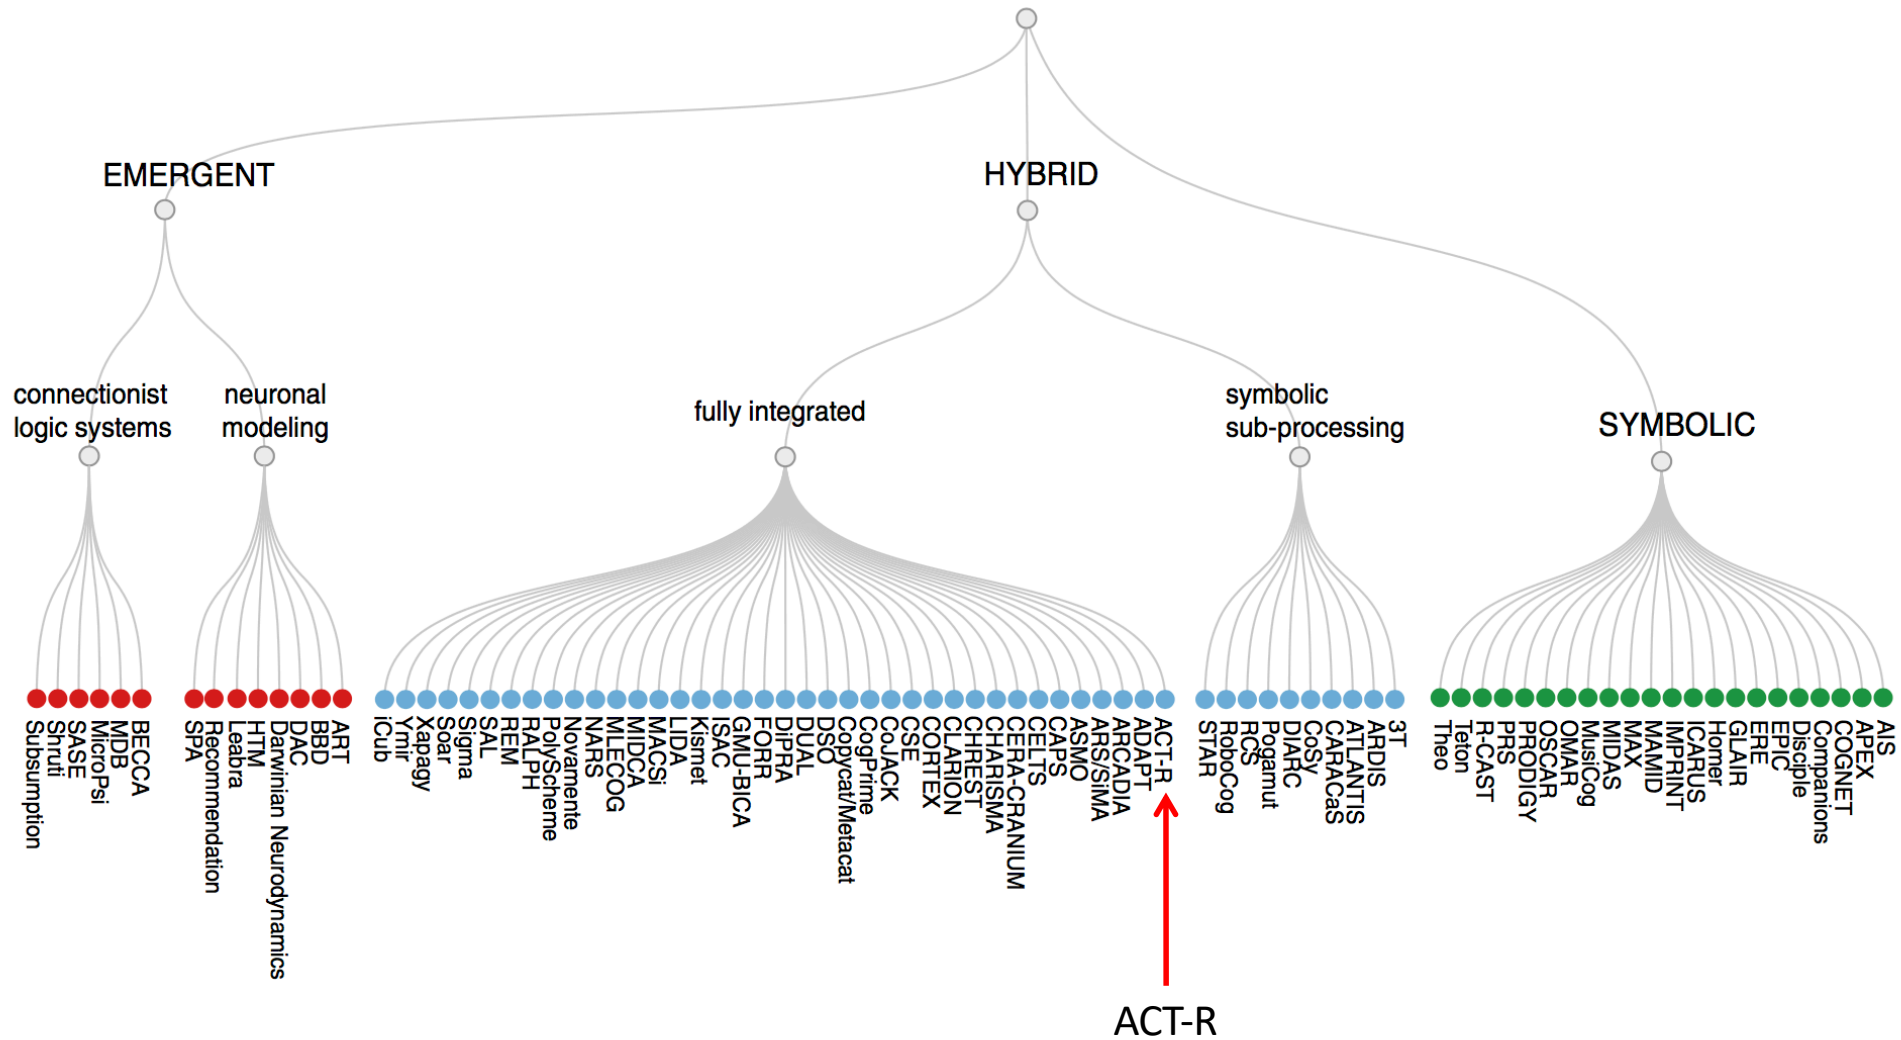 EMERGENT
HYBRID
connectionist
logic systems
neuronal
modeling
fully integrated
symbolic
sub-processing
SYMBOLIC
Subsumption
Shruti
SASE
MicroPsi
MIDB
BECCA
SPA
Recommendation
Leabra
HTM
Darwinian Neurodynamics
DAC
BBD
ART
iCub
Ymir
Xapagy
Soar
Sigma
SAL
REM
RALPH
PolyScheme
Novamente
NARS
MLECOG
MIDCA
MACSi
LIDA
Kismet
ISAC
GMU-BICA
FORR
DiPRA
DUAL
DSO
Copycat/Metacat
CogPrime
CoJACK
CSE
CORTEX
CLARION
CHREST
CHARISMA
CERA-CRANIUM
CELTS
CAPS
ASMO
ARS/SiMA
ARCADIA
ADAPT
ACT-R
STAR
RoboCog
RCS
Pogamut
DIARC
CoSy
CARACaS
ATLANTIS
ARDIS
3T
Theo
Teton
R-CAST
PRS
PRODIGY
OSCAR
OMAR
MusiCog
MIDAS
MAX
MAMID
IMPRINT
ICARUS
Homer
GLAIR
ERE
EPIC
Disciple
Companions
COGNET
APEX
AIS
ACT-R